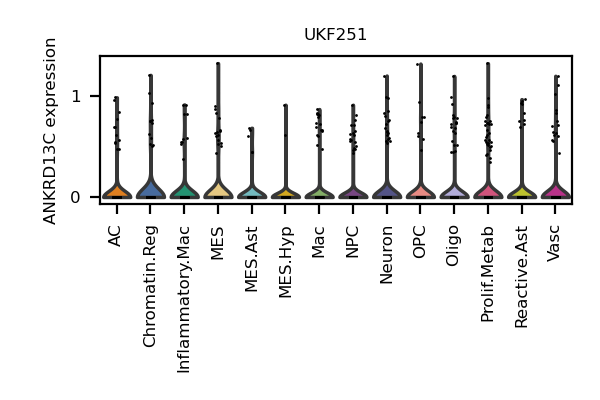 UKF251
ANKRD13C expression
1
0
AC
Chromatin.Reg
Inflammatory.Mac
MES
MES.Ast
MES.Hyp
Mac
NPC
Neuron
OPC
Oligo
Prolif.Metab
Reactive.Ast
Vasc